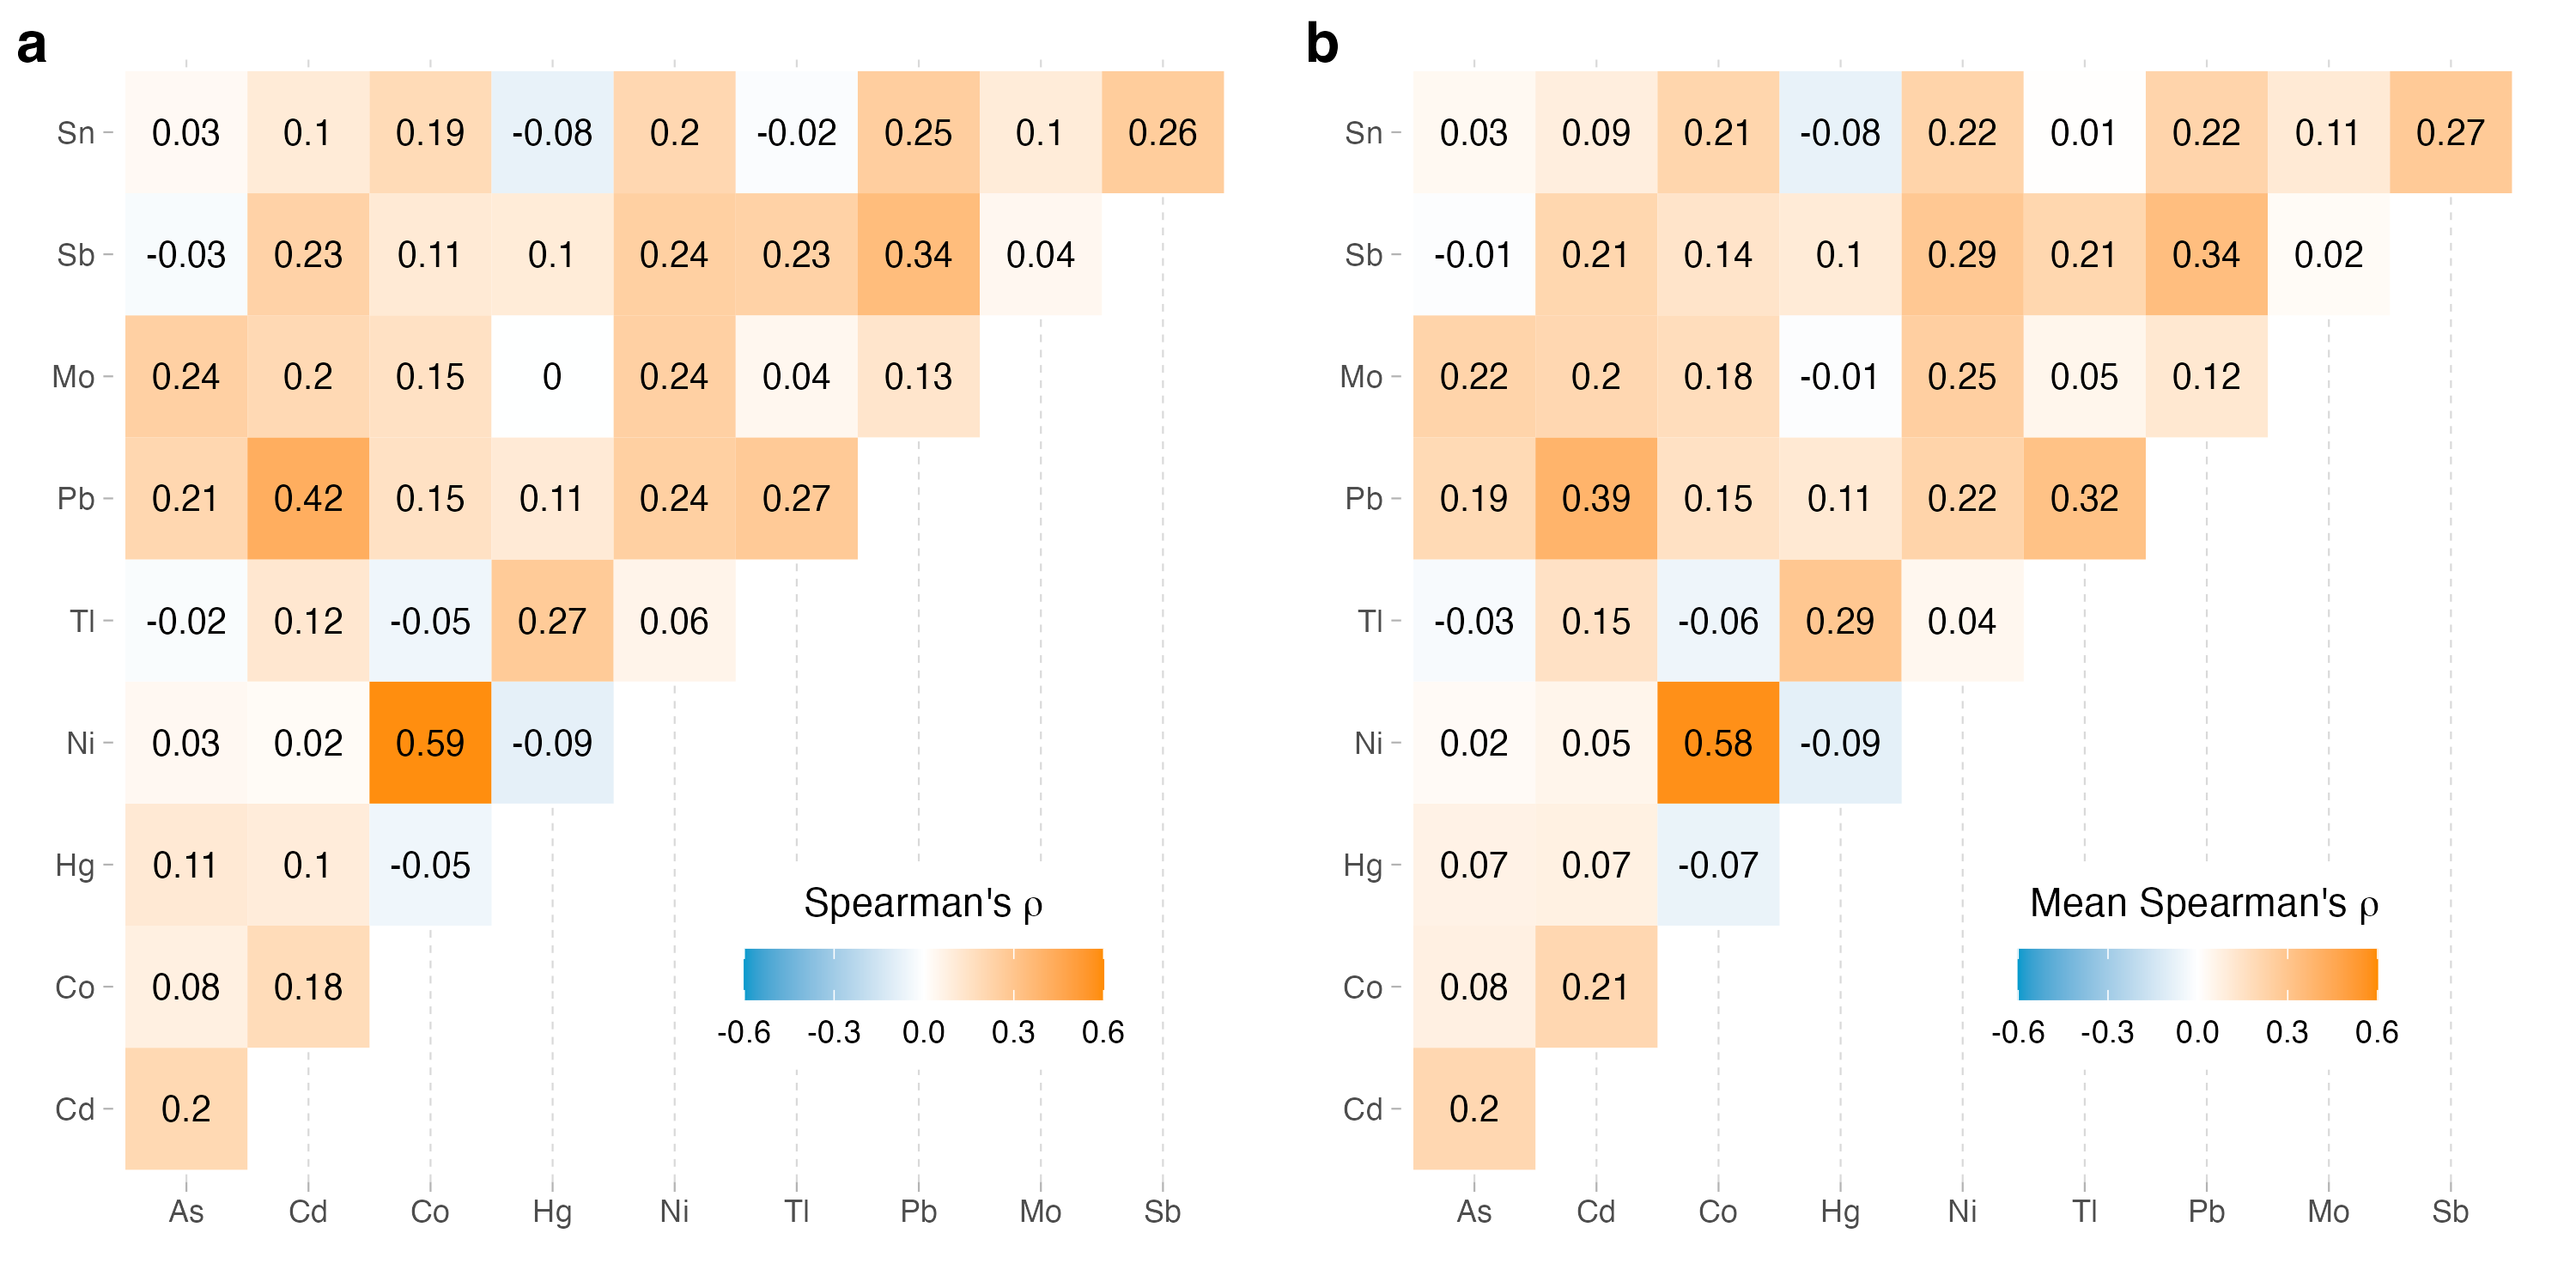 a
Sn 0.03 0.1 0.19 -0.08 0.2 -0.02 0.25 0.1 0.26
Sb -0.03 0.23 0.11 0.1 0.24 0.23 0.34 0.04
Mo 0.24 0.2 0.15 0 0.24 0.04 0.13
Pb 0.21 0.42 0.15 0.11 0.24 0.27
Tl -0.02 0.12 -0.05 0.27 0.06
Ni 0.03 0.02 0.59 -0.09
Hg 0.11 0.1 -0.05
Co 0.08 0.18
Cd 0.2
As Cd Co Hg Ni Tl Pb Mo Sb
Spearman's ρ
-0.6 -0.3 0.0 0.3 0.6
b
Sn 0.03 0.09 0.21 -0.08 0.22 0.01 0.22 0.11 0.27
Sb -0.01 0.21 0.14 0.1 0.29 0.21 0.34 0.02
Mo 0.22 0.2 0.18 -0.01 0.25 0.05 0.12
Pb 0.19 0.39 0.15 0.11 0.22 0.32
Tl -0.03 0.15 -0.06 0.29 0.04
Ni 0.02 0.05 0.58 -0.09
Hg 0.07 0.07 -0.07
Co 0.08 0.21
Cd 0.2
As Cd Co Hg Ni Tl Pb Mo Sb
Mean Spearman's ρ
-0.6 -0.3 0.0 0.3 0.6